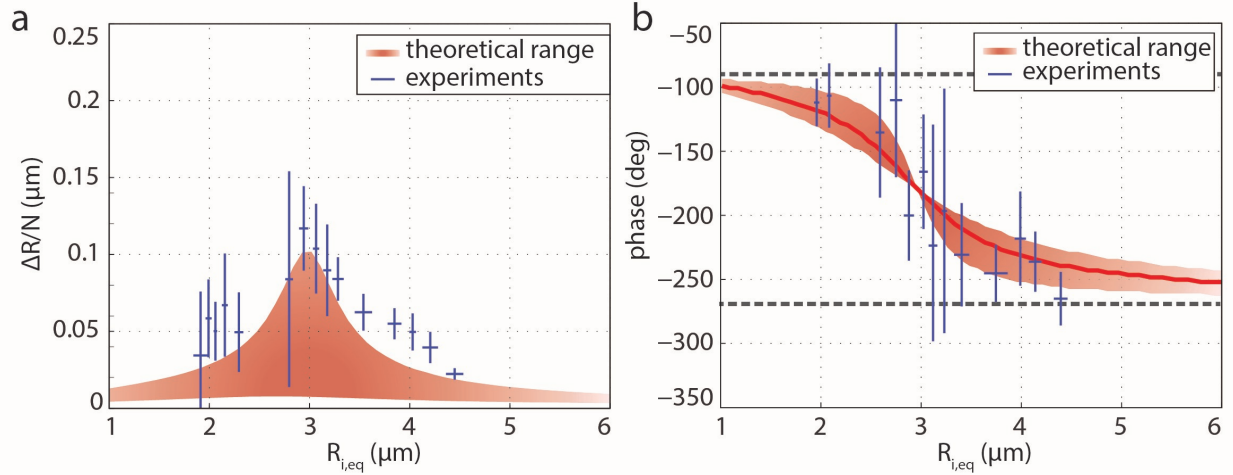 a
ΔR/N (μm)
0.25
0.2
0.15
0.1
0.05
0
theoretical range
experiments
1 2 3 4 5 6
R_i,eq (μm)
b
phase (deg)
−50
−100
−150
−200
−250
−300
−350
theoretical range
experiments
1 2 3 4 5 6
R_i,eq (μm)